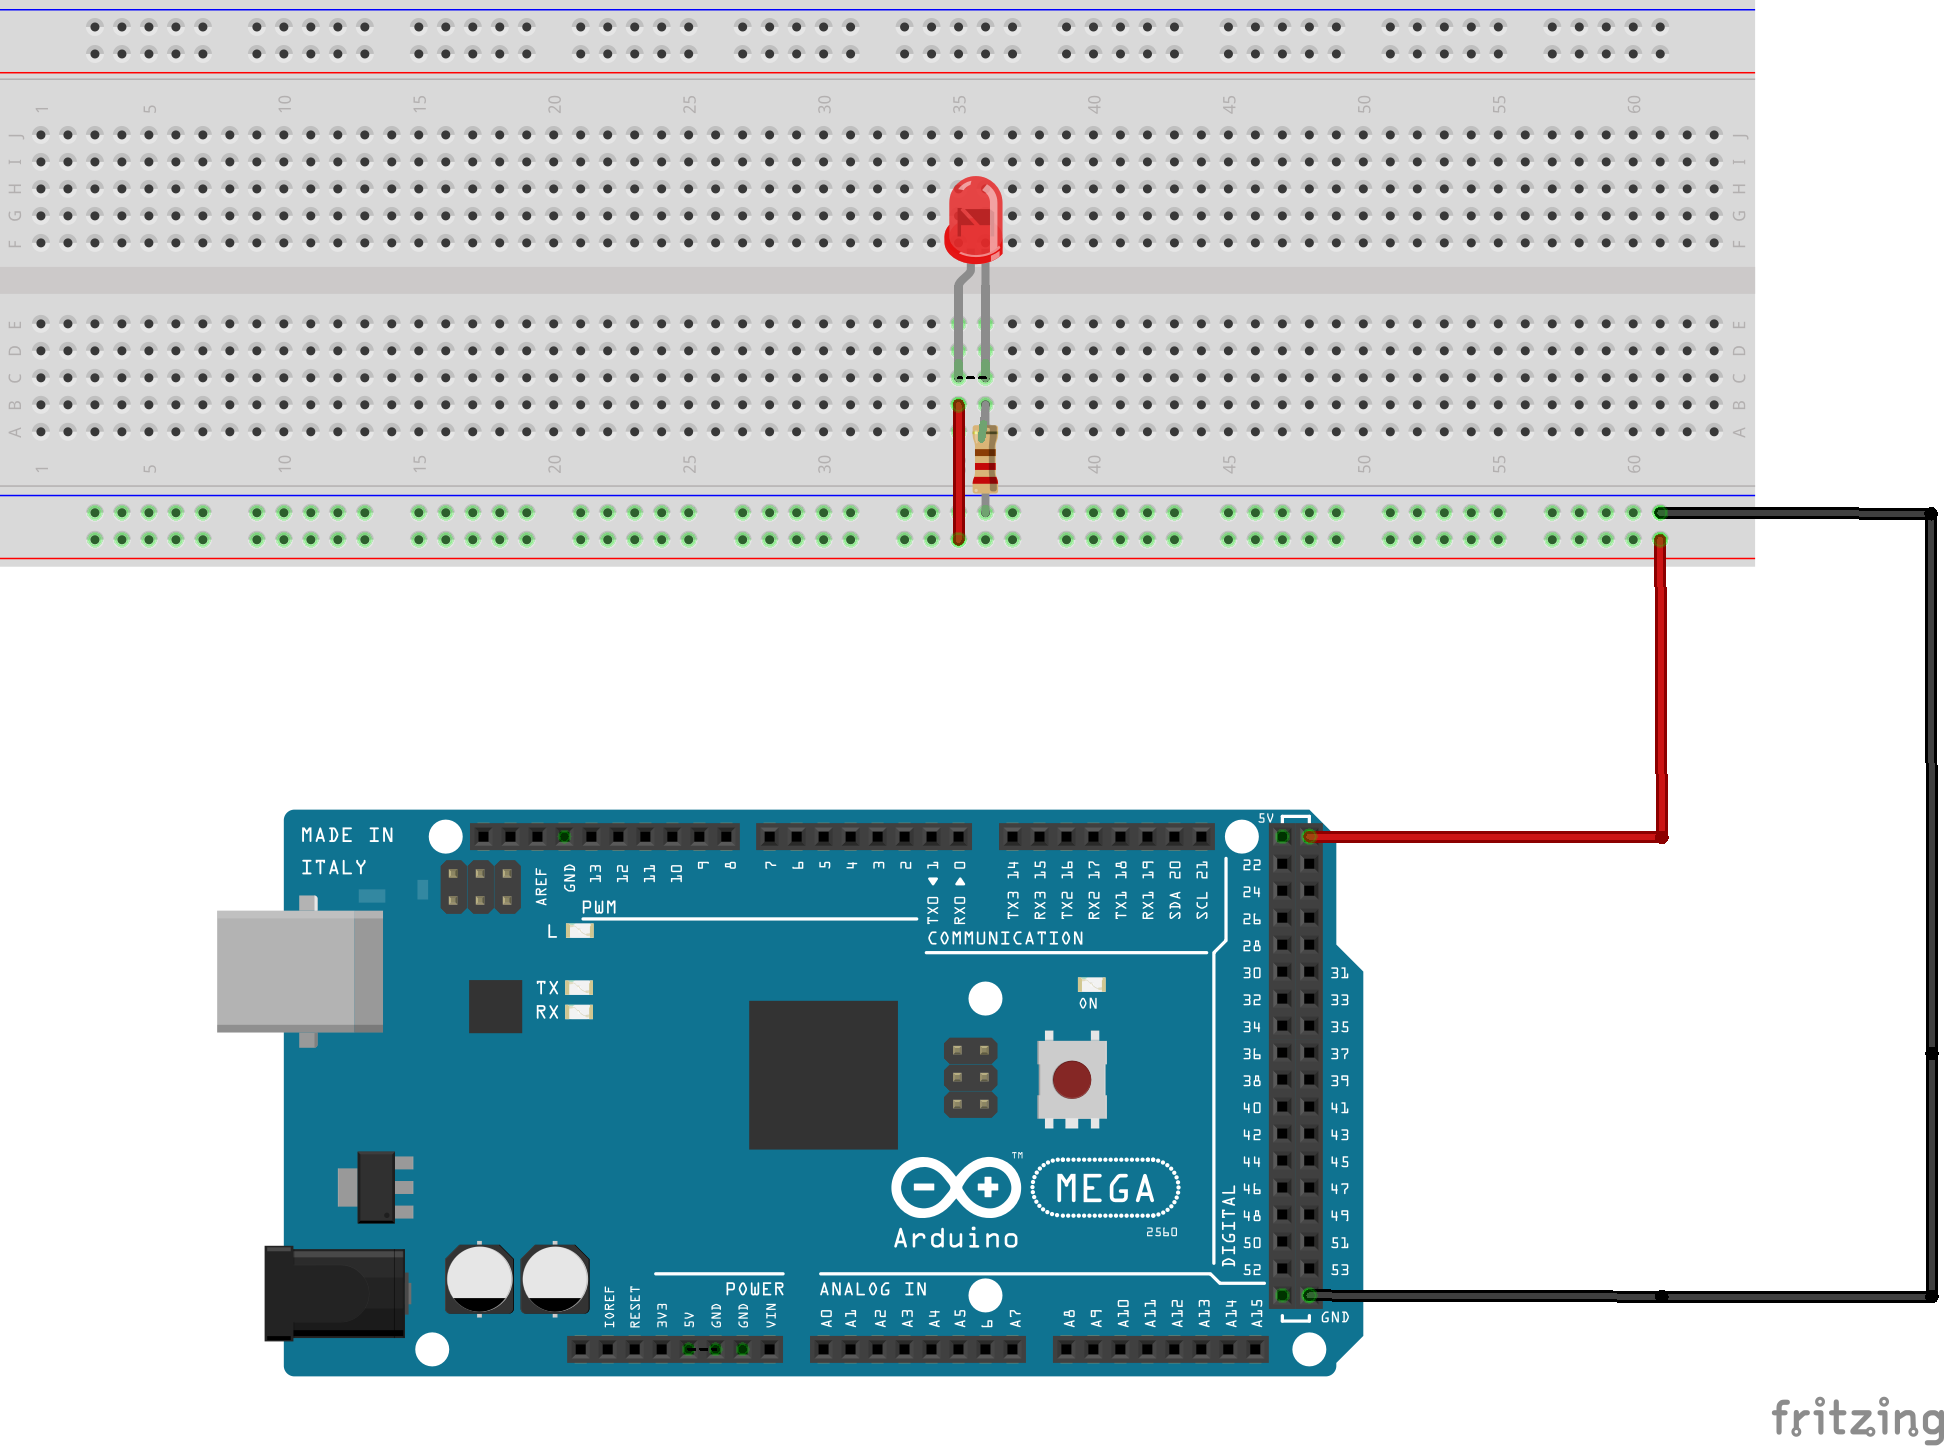 1 5 10 15 20 25 30 35 40 45 50 55 60
J J
I I
H H
G G
F F
E E
D D
C C
B B
A A
1 5 10 15 20 25 30 35 40 45 50 55 60
MADE IN
ITALY
AREF GND 13 12 11 10 9 8 7 6 5 4 3 2 TX0 1 RX0 0 TX3 14 RX3 15 TX2 16 RX2 17 TX1 18 RX1 19 SDA 20 SCL 21
5V
PWM
L
COMMUNICATION
TX
RX
ON
22
24
26
28
30 31
32 33
34 35
36 37
38 39
40 41
42 43
44 45
46 47
48 49
50 51
52 53
GND
DIGITAL
TM
MEGA
2560
Arduino
POWER
ANALOG IN
IOREF RESET 3V3 5V GND GND VIN A0 A1 A2 A3 A4 A5 6 A7 A8 A9 A10 A11 A12 A13 A14 A15
fritzing